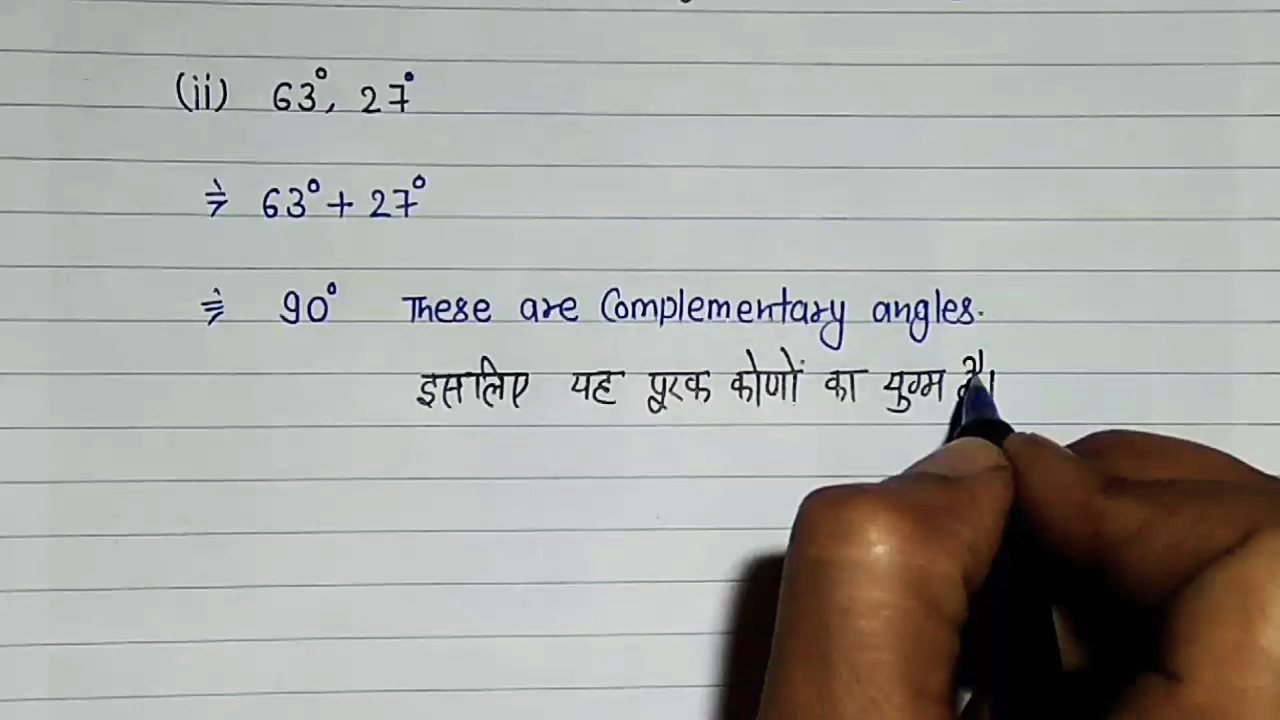 (ii) 63°, 27°
⇒ 63° + 27°
⇒ 90° These are Complementary angles.
इसलिए यह पूरक कोणों का युग्म है।